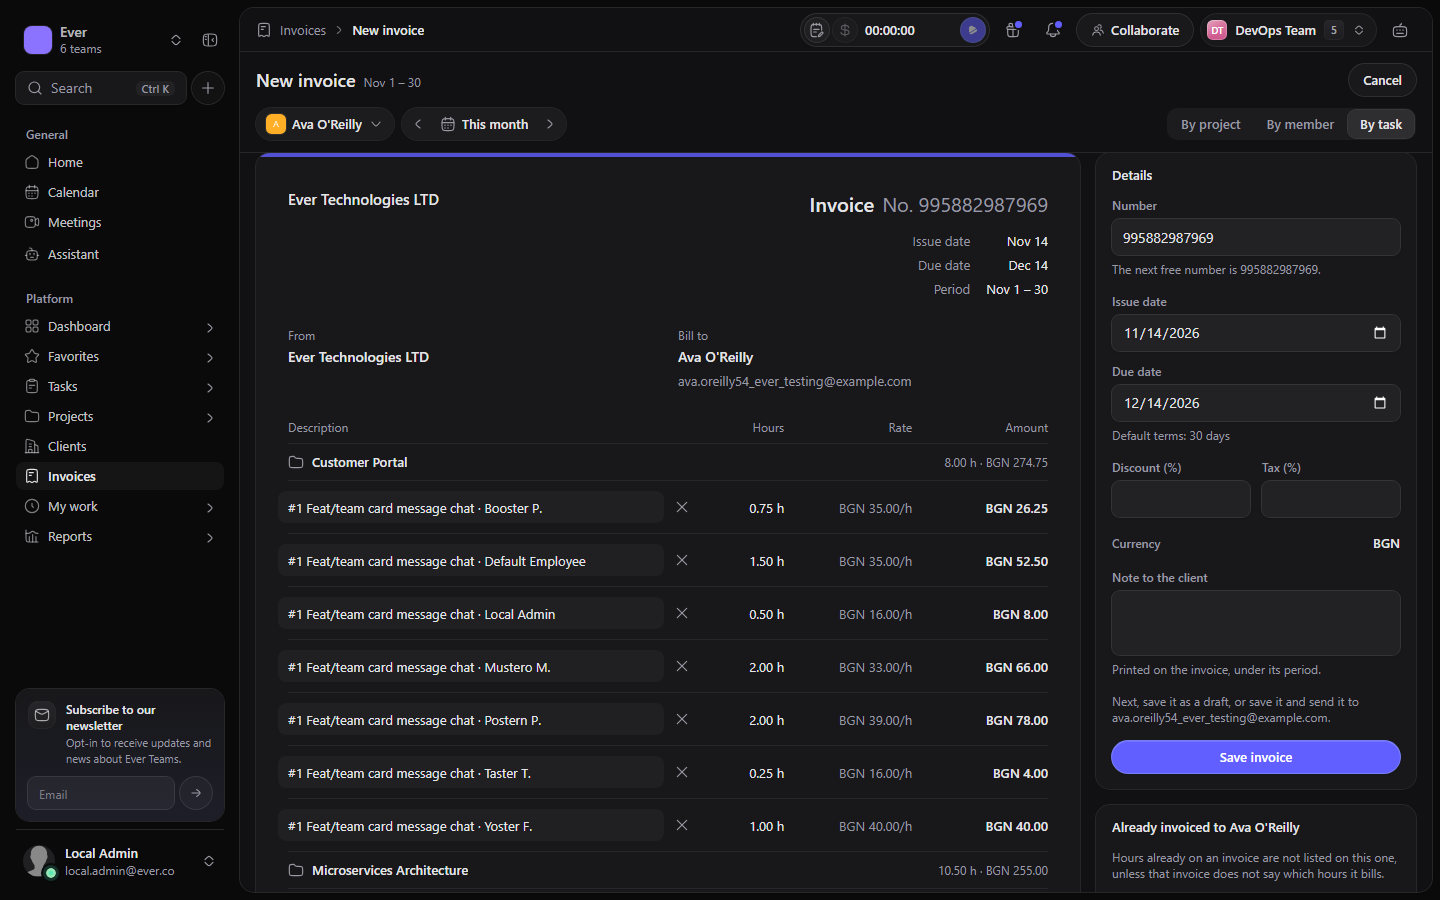 Ever
6 teams
Search
Ctrl K
General
Home
Calendar
Meetings
Assistant
Platform
Dashboard
Favorites
Tasks
Projects
Clients
Invoices
My work
Reports
Subscribe to our
newsletter
Opt-in to receive updates and
news about Ever Teams.
Email
Local Admin
local.admin@ever.co
Invoices
New invoice
00:00:00
Collaborate
DT
DevOps Team
5
New invoice Nov 1 – 30
Cancel
A
Ava O'Reilly
This month
By project
By member
By task
Ever Technologies LTD
Invoice No. 995882987969
Issue date Nov 14
Due date Dec 14
Period Nov 1 – 30
From
Ever Technologies LTD
Bill to
Ava O'Reilly
ava.oreilly54_ever_testing@example.com
Description Hours Rate Amount
Customer Portal 8.00 h · BGN 274.75
#1 Feat/team card message chat · Booster P. 0.75 h BGN 35.00/h BGN 26.25
#1 Feat/team card message chat · Default Employee 1.50 h BGN 35.00/h BGN 52.50
#1 Feat/team card message chat · Local Admin 0.50 h BGN 16.00/h BGN 8.00
#1 Feat/team card message chat · Mustero M. 2.00 h BGN 33.00/h BGN 66.00
#1 Feat/team card message chat · Postern P. 2.00 h BGN 39.00/h BGN 78.00
#1 Feat/team card message chat · Taster T. 0.25 h BGN 16.00/h BGN 4.00
#1 Feat/team card message chat · Yoster F. 1.00 h BGN 40.00/h BGN 40.00
Microservices Architecture 10.50 h · BGN 255.00
Details
Number
995882987969
The next free number is 995882987969.
Issue date
11/14/2026
Due date
12/14/2026
Default terms: 30 days
Discount (%) Tax (%)
Currency BGN
Note to the client
Printed on the invoice, under its period.
Next, save it as a draft, or save it and send it to
ava.oreilly54_ever_testing@example.com.
Save invoice
Already invoiced to Ava O'Reilly
Hours already on an invoice are not listed on this one,
unless that invoice does not say which hours it bills.